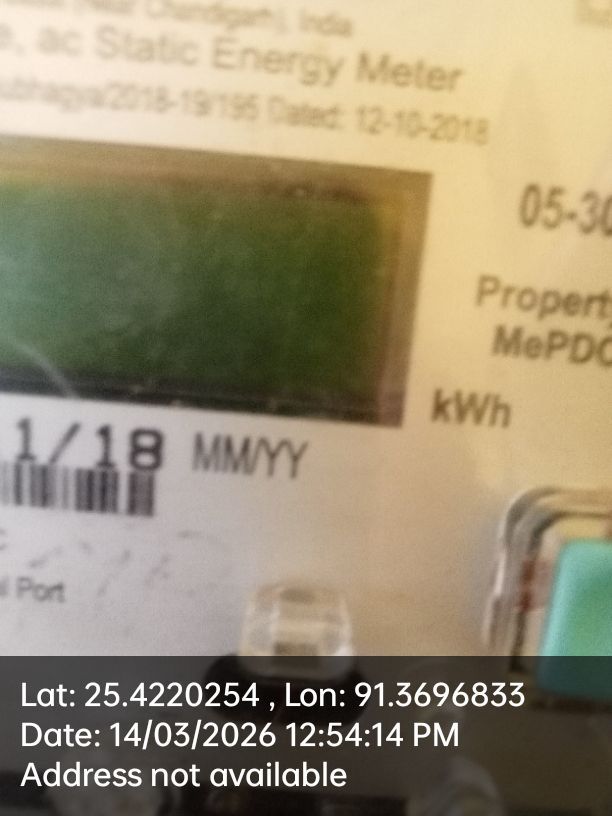 (Near Chandigarh), India
ac Static Energy Meter
2018-19/195 Dated: 12-10-2018
05-30
Propert
MePDC
kWh
1/18 MM/YY
Port
Lat: 25.4220254 , Lon: 91.3696833
Date: 14/03/2026 12:54:14 PM
Address not available